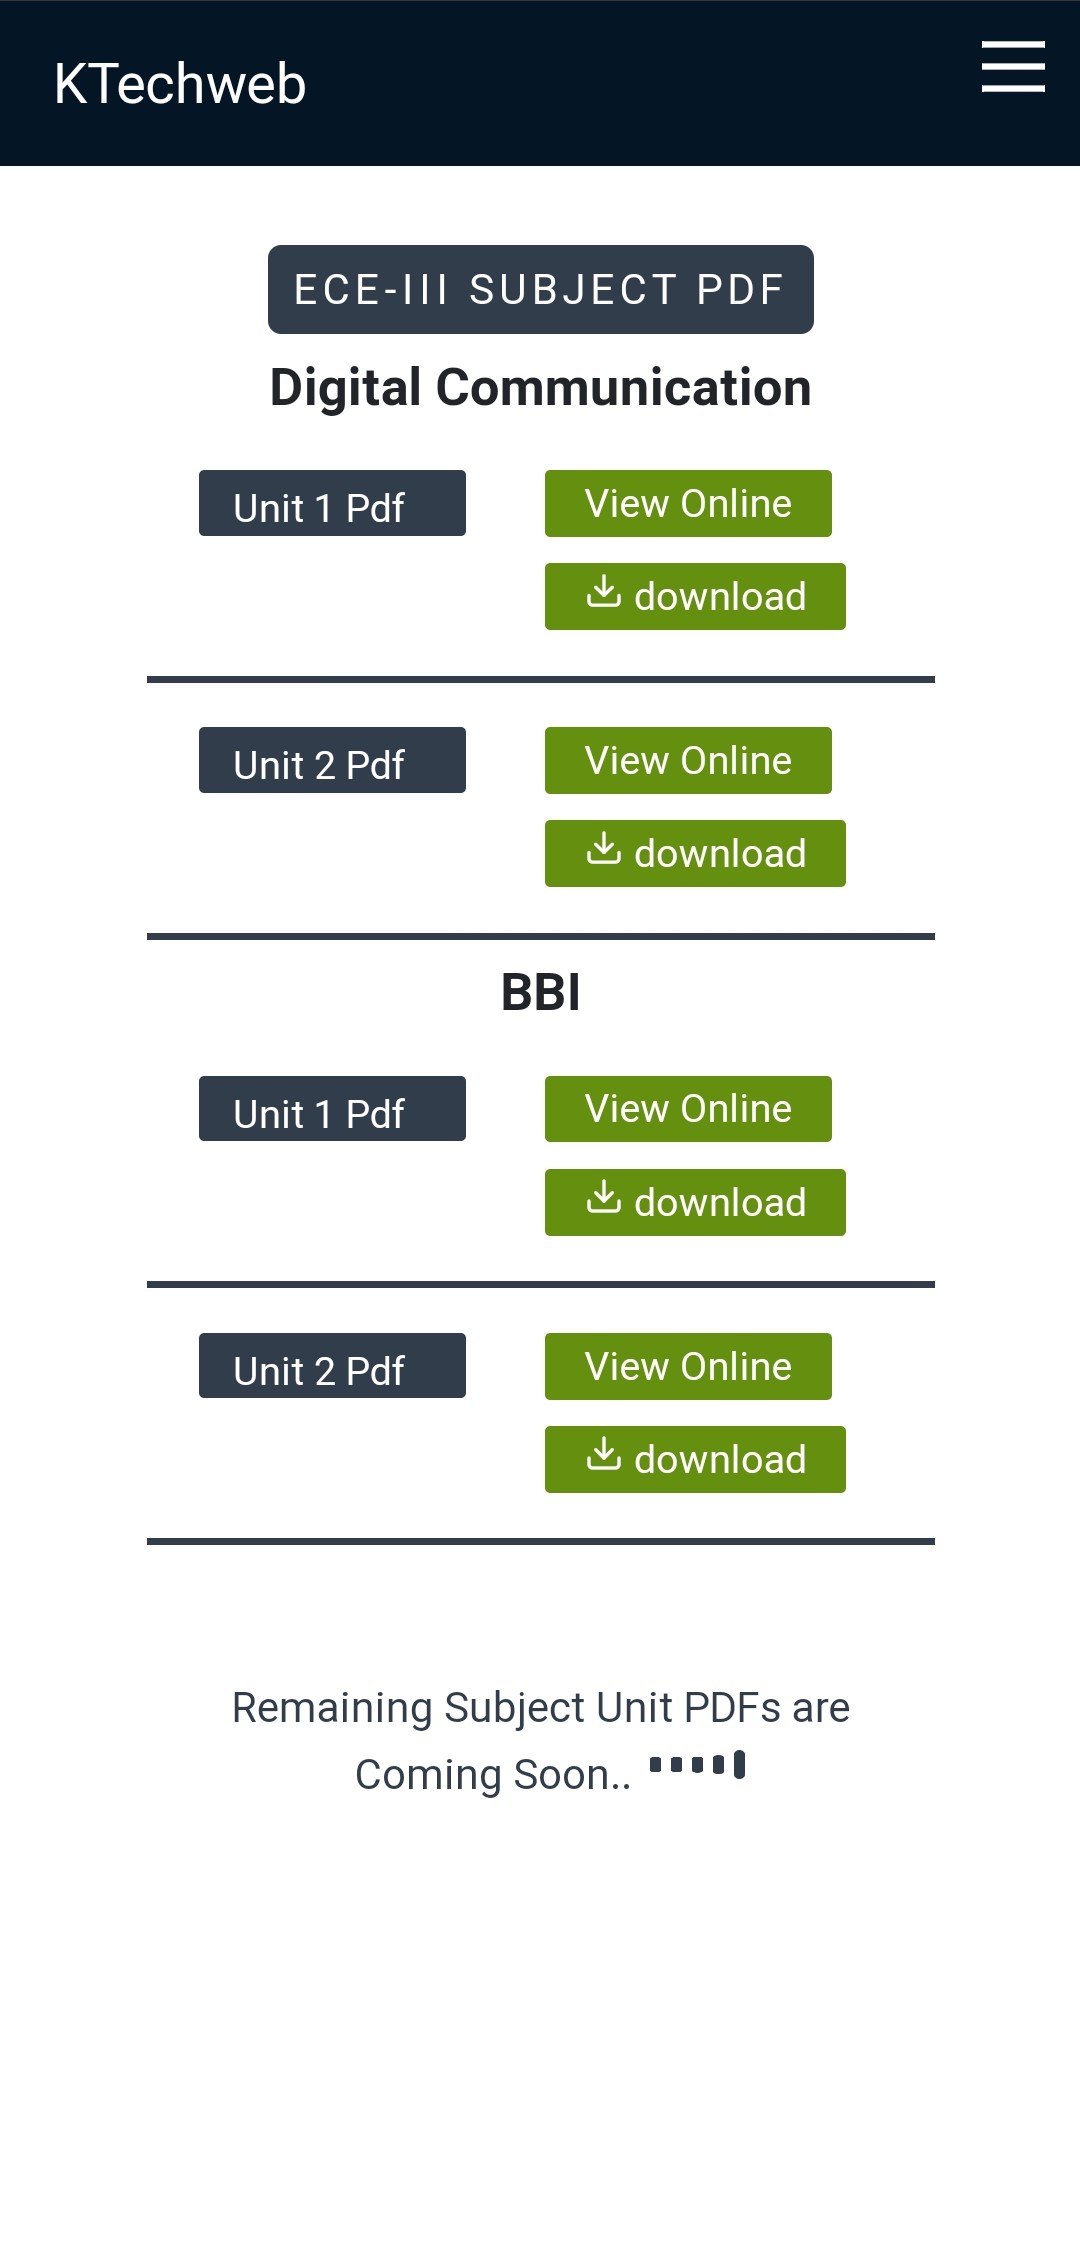 KTechweb
ECE-III SUBJECT PDF
Digital Communication
Unit 1 Pdf
View Online
download
Unit 2 Pdf
View Online
download
BBI
Unit 1 Pdf
View Online
download
Unit 2 Pdf
View Online
download
Remaining Subject Unit PDFs are
Coming Soon..